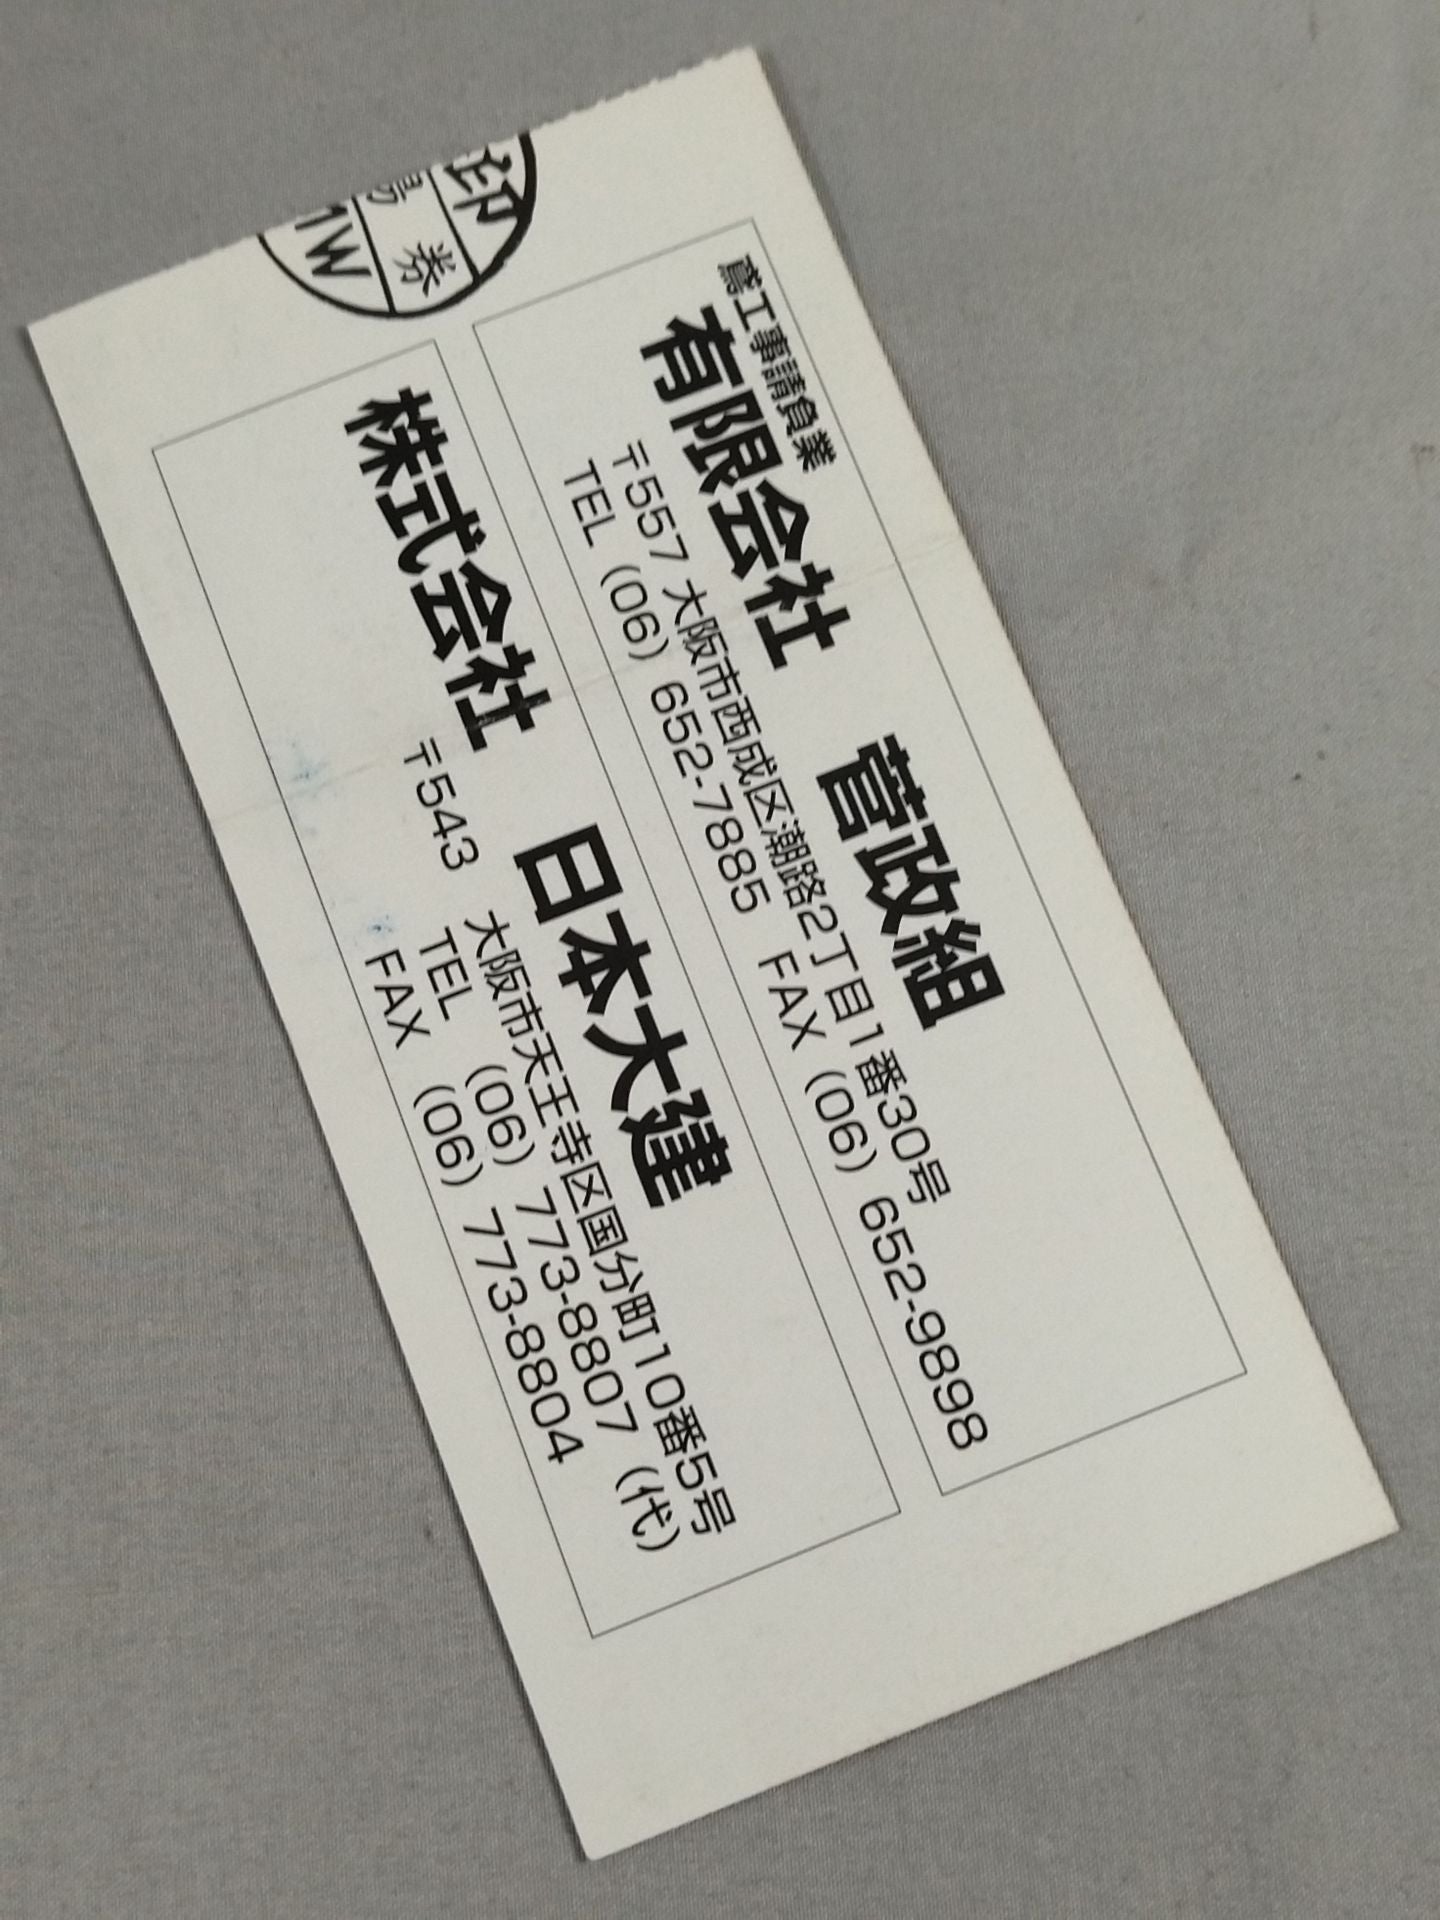 鳶工事請負業
有限会社 菅政組
〒557 大阪市西成区潮路2丁目1番30号
TEL (06) 652-7885 FAX (06) 652-9898
株式会社 日本大建
〒543 大阪市天王寺区国分町10番5号
TEL (06) 773-8807 (代)
FAX (06) 773-8804
印
券